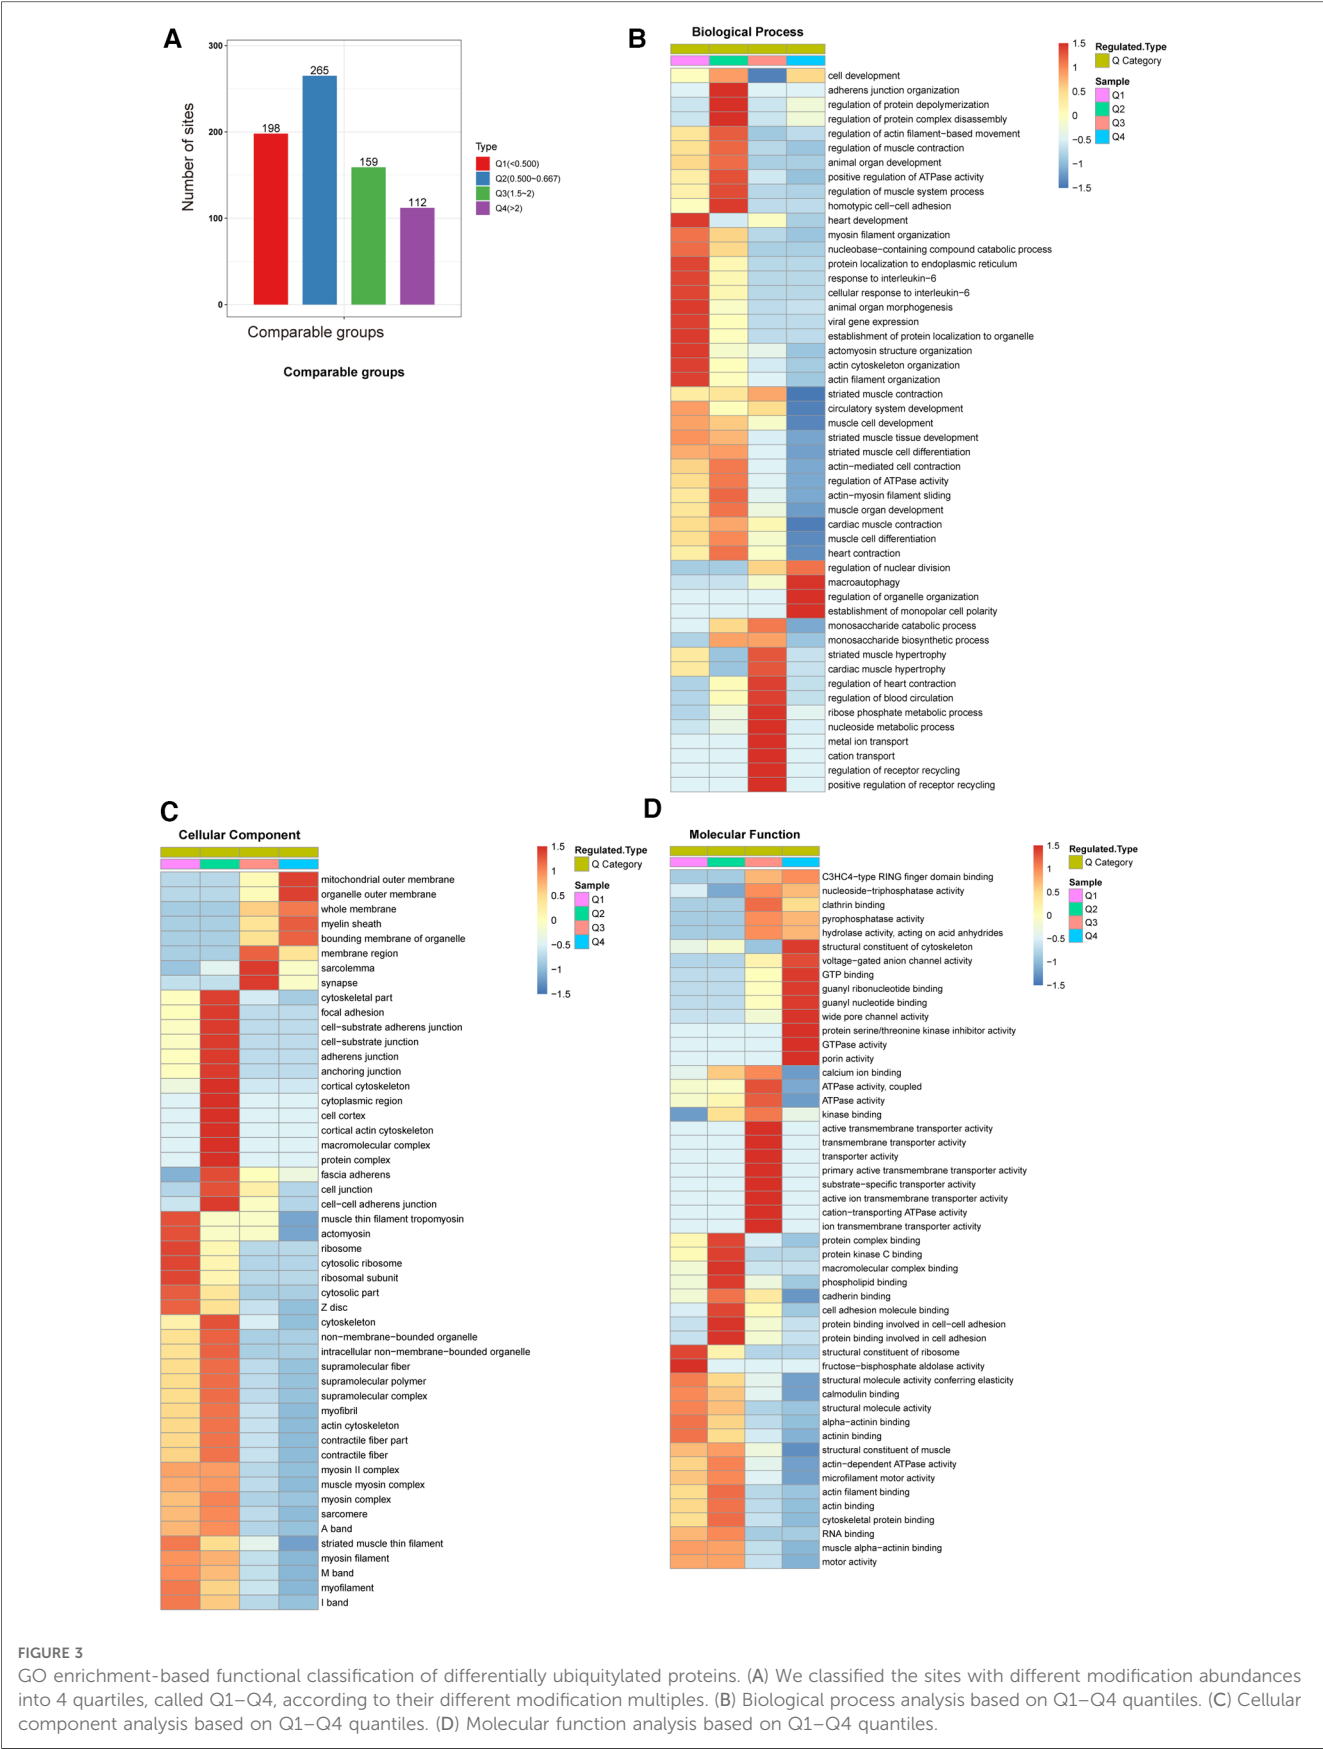 A
300
200
100
0
Number of sites
198
265
159
112
Comparable groups
Comparable groups
Type
Q1(<0.500)
Q2(0.500~0.667)
Q3(1.5~2)
Q4(>2)
B
Biological Process
cell development
adherens junction organization
regulation of protein depolymerization
regulation of protein complex disassembly
regulation of actin filament−based movement
regulation of muscle contraction
animal organ development
positive regulation of ATPase activity
regulation of muscle system process
homotypic cell−cell adhesion
heart development
myosin filament organization
nucleobase−containing compound catabolic process
protein localization to endoplasmic reticulum
response to interleukin−6
cellular response to interleukin−6
animal organ morphogenesis
viral gene expression
establishment of protein localization to organelle
actomyosin structure organization
actin cytoskeleton organization
actin filament organization
striated muscle contraction
circulatory system development
muscle cell development
striated muscle tissue development
striated muscle cell differentiation
actin−mediated cell contraction
regulation of ATPase activity
actin−myosin filament sliding
muscle organ development
cardiac muscle contraction
muscle cell differentiation
heart contraction
regulation of nuclear division
macroautophagy
regulation of organelle organization
establishment of monopolar cell polarity
monosaccharide catabolic process
monosaccharide biosynthetic process
striated muscle hypertrophy
cardiac muscle hypertrophy
regulation of heart contraction
regulation of blood circulation
ribose phosphate metabolic process
nucleoside metabolic process
metal ion transport
cation transport
regulation of receptor recycling
positive regulation of receptor recycling
1.5
1
0.5
0
−0.5
−1
−1.5
Regulated.Type
Q Category
Sample
Q1
Q2
Q3
Q4
C
Cellular Component
mitochondrial outer membrane
organelle outer membrane
whole membrane
myelin sheath
bounding membrane of organelle
membrane region
sarcolemma
synapse
cytoskeletal part
focal adhesion
cell−substrate adherens junction
cell−substrate junction
adherens junction
anchoring junction
cortical cytoskeleton
cytoplasmic region
cell cortex
cortical actin cytoskeleton
macromolecular complex
protein complex
fascia adherens
cell junction
cell−cell adherens junction
muscle thin filament tropomyosin
actomyosin
ribosome
cytosolic ribosome
ribosomal subunit
cytosolic part
Z disc
cytoskeleton
non−membrane−bounded organelle
intracellular non−membrane−bounded organelle
supramolecular fiber
supramolecular polymer
supramolecular complex
myofibril
actin cytoskeleton
contractile fiber part
contractile fiber
myosin II complex
muscle myosin complex
myosin complex
sarcomere
A band
striated muscle thin filament
myosin filament
M band
myofilament
I band
1.5
1
0.5
0
−0.5
−1
−1.5
Regulated.Type
Q Category
Sample
Q1
Q2
Q3
Q4
D
Molecular Function
C3HC4−type RING finger domain binding
nucleoside−triphosphatase activity
clathrin binding
pyrophosphatase activity
hydrolase activity, acting on acid anhydrides
structural constituent of cytoskeleton
voltage−gated anion channel activity
GTP binding
guanyl ribonucleotide binding
guanyl nucleotide binding
wide pore channel activity
protein serine/threonine kinase inhibitor activity
GTPase activity
porin activity
calcium ion binding
ATPase activity, coupled
ATPase activity
kinase binding
active transmembrane transporter activity
transmembrane transporter activity
transporter activity
primary active transmembrane transporter activity
substrate−specific transporter activity
active ion transmembrane transporter activity
cation−transporting ATPase activity
ion transmembrane transporter activity
protein complex binding
protein kinase C binding
macromolecular complex binding
phospholipid binding
cadherin binding
cell adhesion molecule binding
protein binding involved in cell−cell adhesion
protein binding involved in cell adhesion
structural constituent of ribosome
fructose−bisphosphate aldolase activity
structural molecule activity conferring elasticity
calmodulin binding
structural molecule activity
alpha−actinin binding
actinin binding
structural constituent of muscle
actin−dependent ATPase activity
microfilament motor activity
actin filament binding
actin binding
cytoskeletal protein binding
RNA binding
muscle alpha−actinin binding
motor activity
1.5
1
0.5
0
−0.5
−1
−1.5
Regulated.Type
Q Category
Sample
Q1
Q2
Q3
Q4
FIGURE 3
GO enrichment-based functional classification of differentially ubiquitylated proteins. (A) We classified the sites with different modification abundances
into 4 quartiles, called Q1–Q4, according to their different modification multiples. (B) Biological process analysis based on Q1–Q4 quantiles. (C) Cellular
component analysis based on Q1–Q4 quantiles. (D) Molecular function analysis based on Q1–Q4 quantiles.